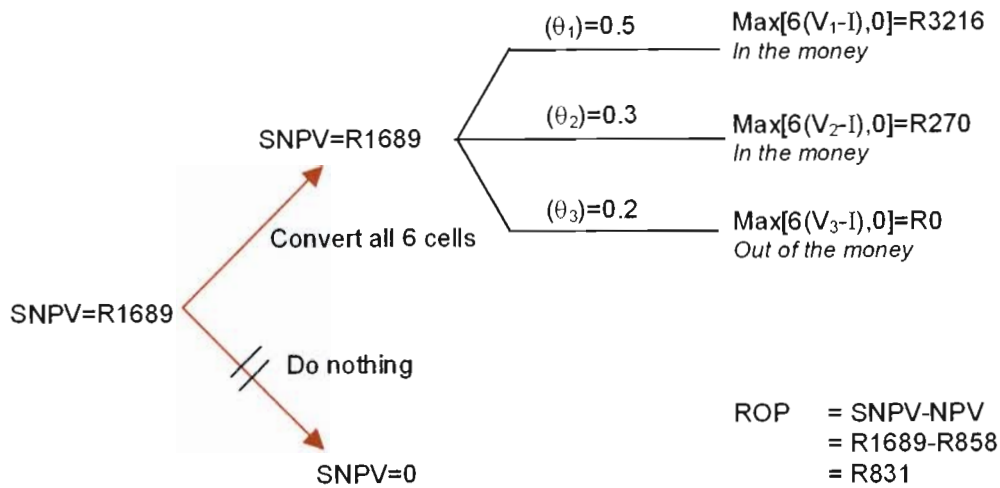 (θ₁)=0.5
Max[6(V₁-I),0]=R3216
In the money
SNPV=R1689
(θ₂)=0.3
Max[6(V₂-I),0]=R270
In the money
(θ₃)=0.2
Max[6(V₃-I),0]=R0
Out of the money
Convert all 6 cells
SNPV=R1689
Do nothing
SNPV=0
ROP = SNPV-NPV
= R1689-R858
= R831